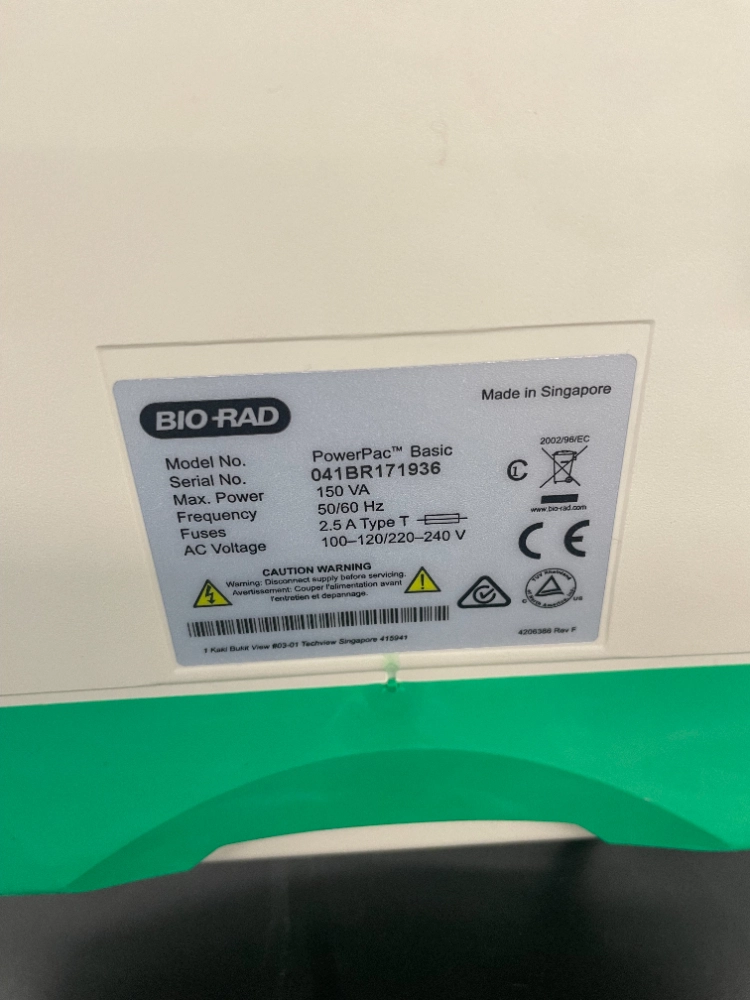 Made in Singapore
BIO-RAD
Model No. PowerPac™ Basic
Serial No. 041BR171936
Max. Power 150 VA
Frequency 50/60 Hz
Fuses 2.5 A Type T
AC Voltage 100–120/220–240 V
2002/96/EC
www.bio-rad.com
CE
CAUTION WARNING
Warning: Disconnect supply before servicing.
Avertissement: Couper l'alimentation avant
l'entretien et depannage.
C US
1 Kaki Bukit View #03-01 Techview Singapore 415941
4206386 Rev F